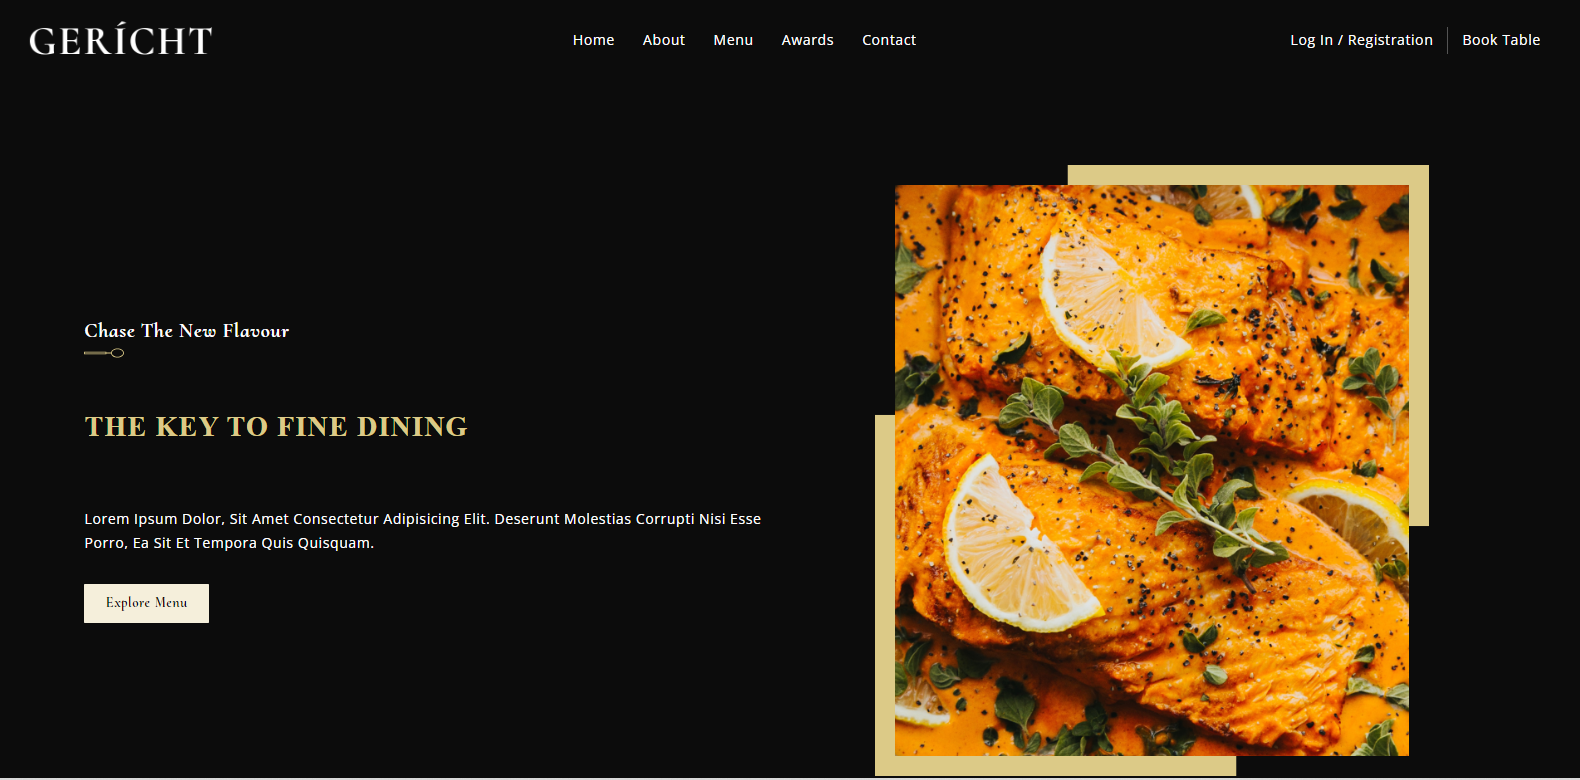 GERÍCHT
Home About Menu Awards Contact
Log In / Registration Book Table
Chase The New Flavour
THE KEY TO FINE DINING
Lorem Ipsum Dolor, Sit Amet Consectetur Adipisicing Elit. Deserunt Molestias Corrupti Nisi Esse
Porro, Ea Sit Et Tempora Quis Quisquam.
Explore Menu